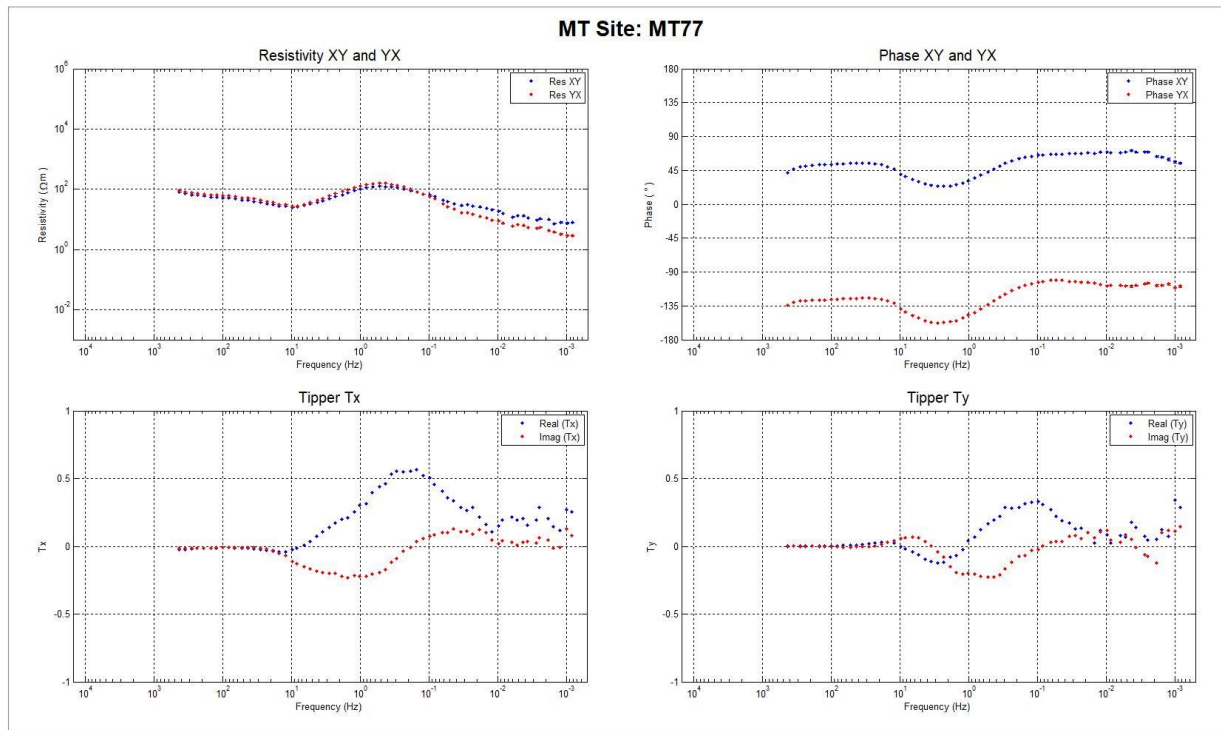 MT Site: MT77
Resistivity XY and YX
10^6
10^4
10^2
10^0
10^-2
Resistivity (Ωm)
Res XY
Res YX
10^4 10^3 10^2 10^1 10^0 10^-1 10^-2 10^-3
Frequency (Hz)
Phase XY and YX
180
135
90
45
0
-45
-90
-135
-180
Phase (°)
Phase XY
Phase YX
10^4 10^3 10^2 10^1 10^0 10^-1 10^-2 10^-3
Frequency (Hz)
Tipper Tx
1
0.5
0
-0.5
-1
Tx
Real (Tx)
Imag (Tx)
10^4 10^3 10^2 10^1 10^0 10^-1 10^-2 10^-3
Frequency (Hz)
Tipper Ty
1
0.5
0
-0.5
-1
Ty
Real (Ty)
Imag (Ty)
10^4 10^3 10^2 10^1 10^0 10^-1 10^-2 10^-3
Frequency (Hz)